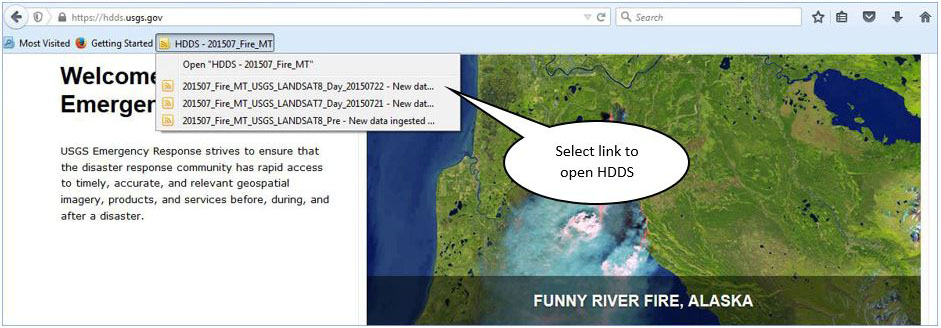 https://hdds.usgs.gov
Search
Most Visited Getting Started HDDS - 201507_Fire_MT
Open "HDDS - 201507_Fire_MT"
201507_Fire_MT_USGS_LANDSAT8_Day_20150722 - New dat...
201507_Fire_MT_USGS_LANDSAT7_Day_20150721 - New dat...
201507_Fire_MT_USGS_LANDSAT8_Pre - New data ingested ...
Welcome
Emergen
USGS Emergency Response strives to ensure that
the disaster response community has rapid access
to timely, accurate, and relevant geospatial
imagery, products, and services before, during, and
after a disaster.
Select link to
open HDDS
FUNNY RIVER FIRE, ALASKA